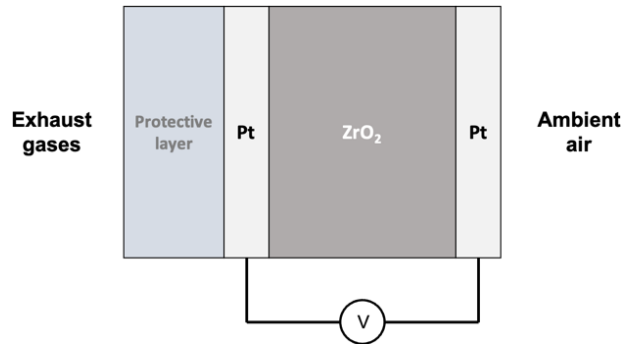 Exhaust
gases
Protective
layer
Pt
ZrO₂
Pt
Ambient
air
V